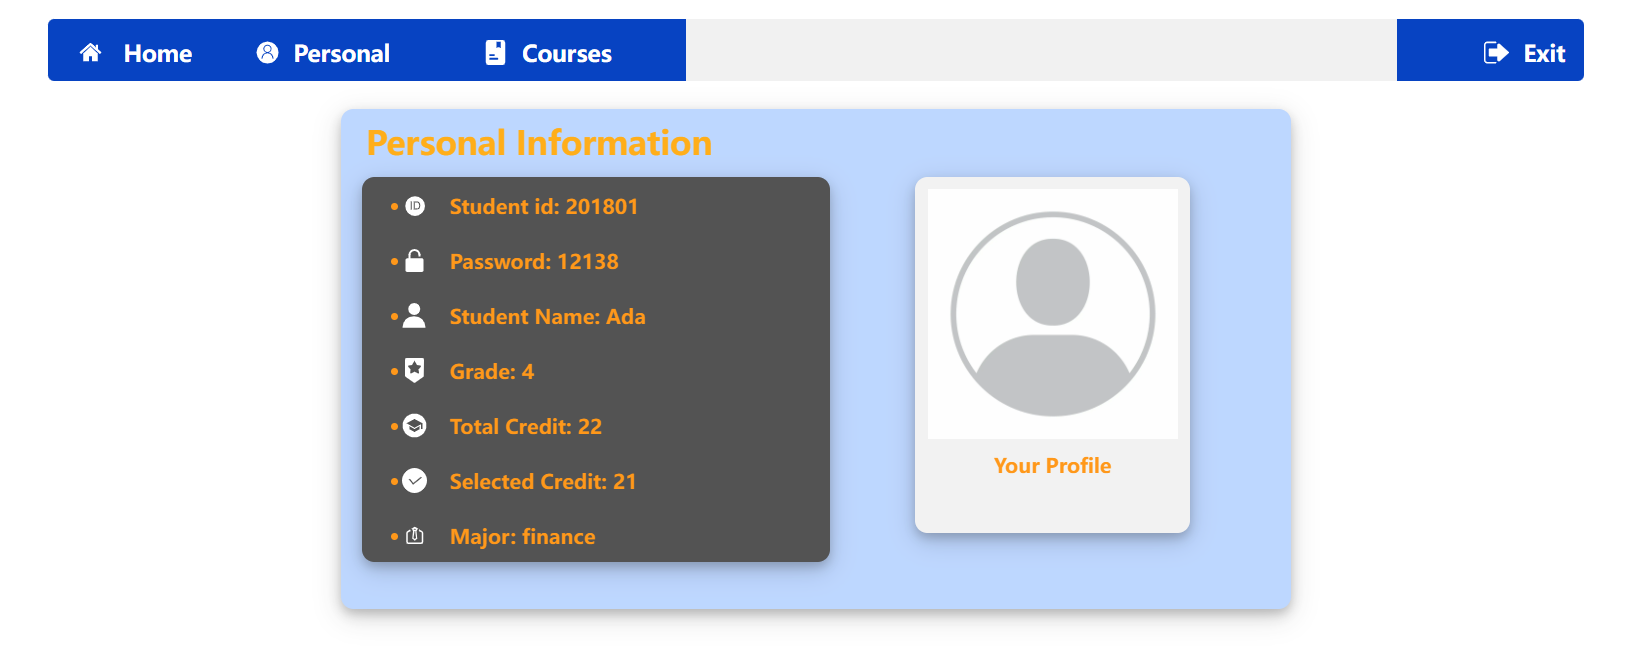 Home Personal Courses Exit
Personal Information
ID Student id: 201801
Password: 12138
Student Name: Ada
Grade: 4
Total Credit: 22
Selected Credit: 21
Major: finance
Your Profile